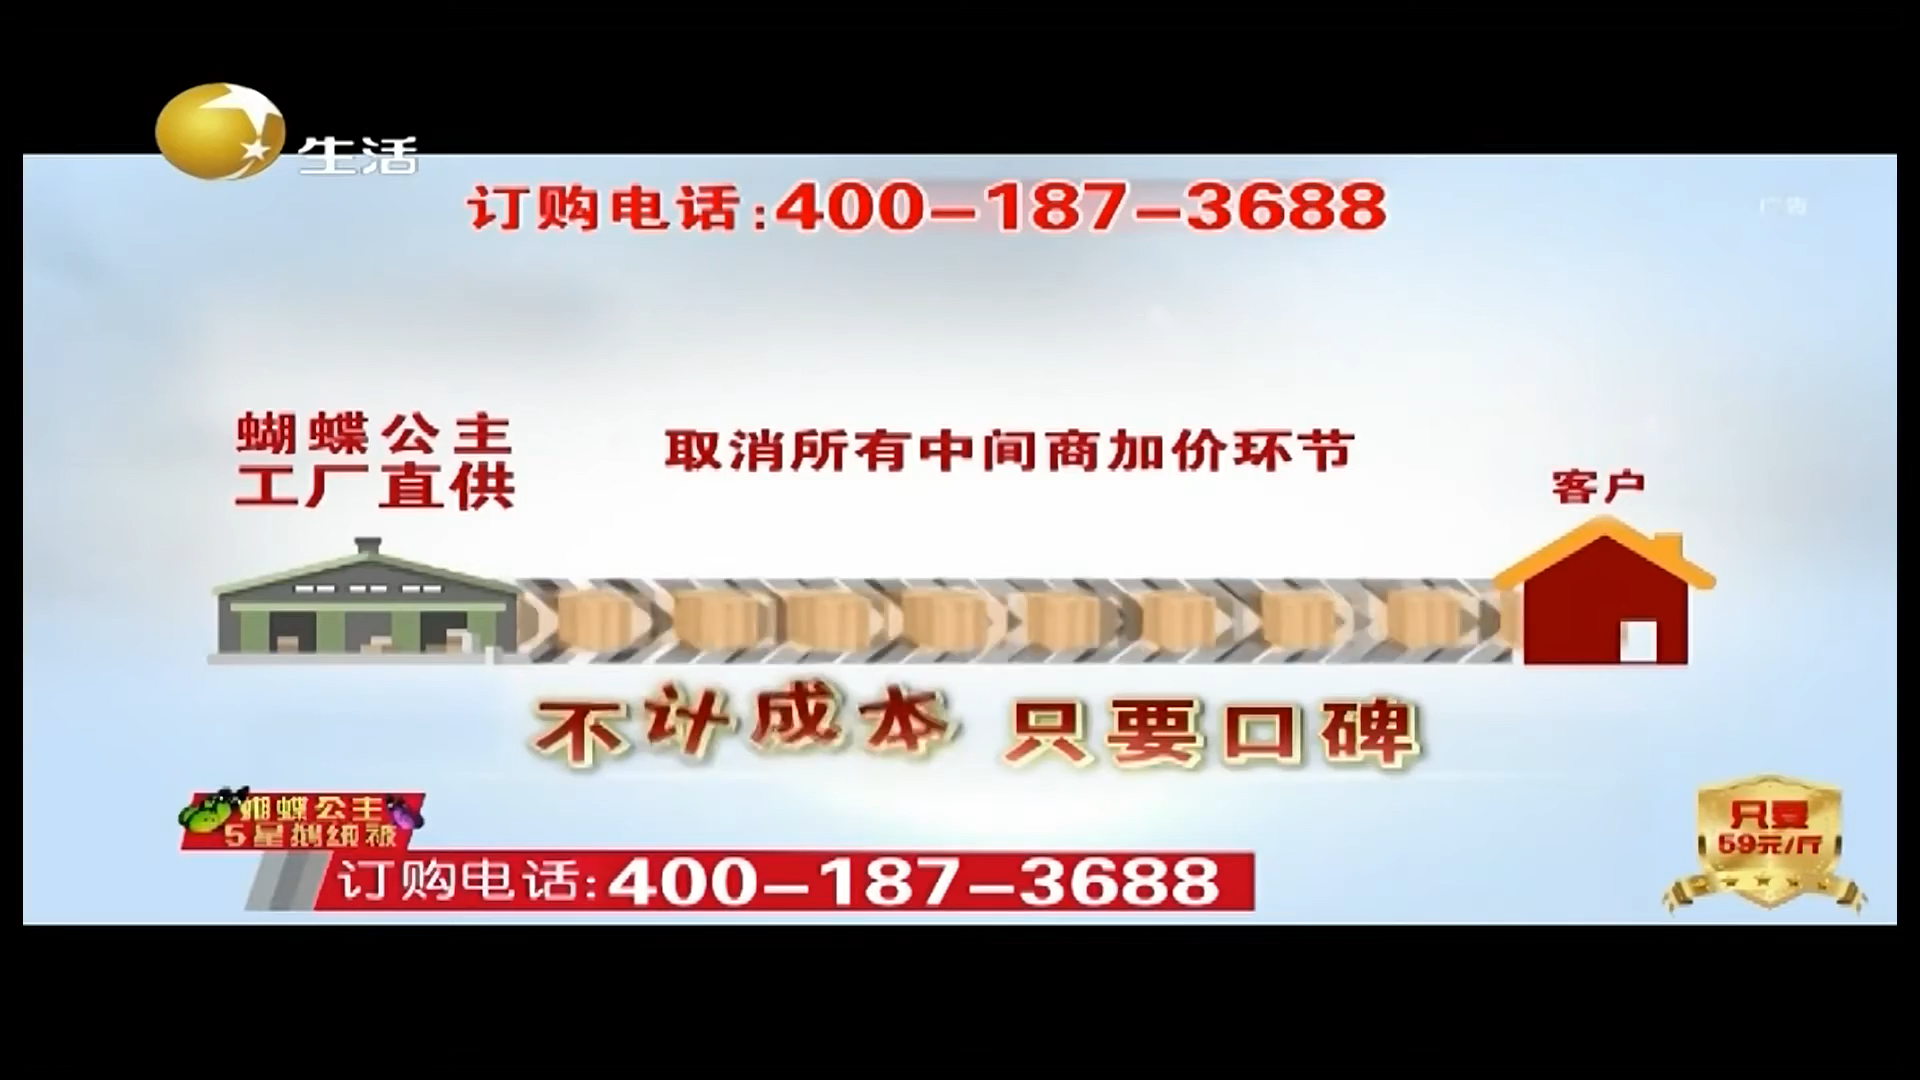 生活
订购电话:400-187-3688
广告
蝴蝶公主
工厂直供
取消所有中间商加价环节
客户
不计成本 只要口碑
蝴蝶公主
5星鹅绒被
订购电话:400-187-3688
只要
59元/斤